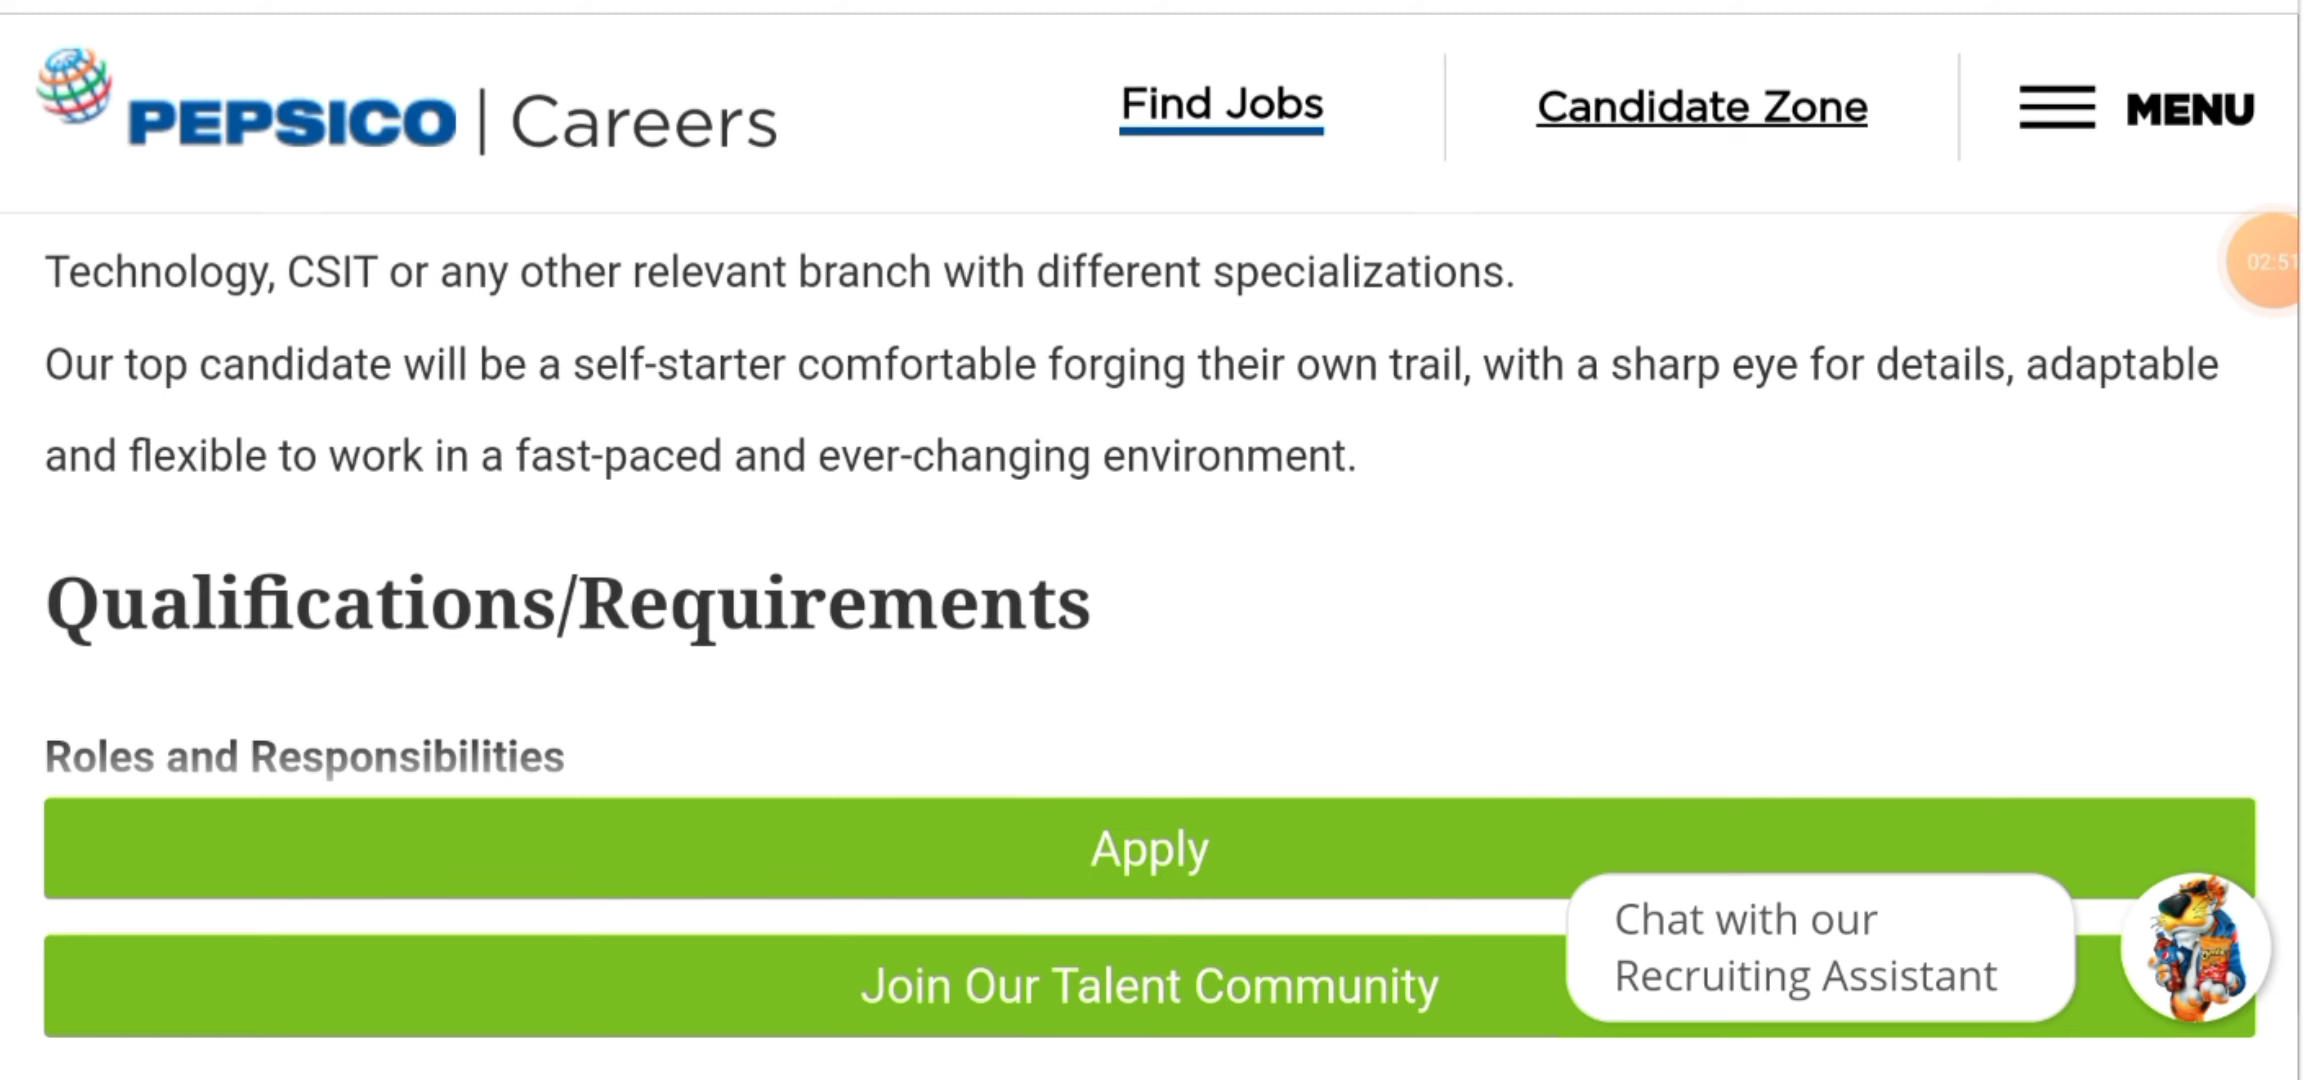 PEPSICO | Careers
Find Jobs
Candidate Zone
MENU
Technology, CSIT or any other relevant branch with different specializations.
02:51
Our top candidate will be a self-starter comfortable forging their own trail, with a sharp eye for details, adaptable
and flexible to work in a fast-paced and ever-changing environment.
Qualifications/Requirements
Roles and Responsibilities
Apply
Join Our Talent Community
Chat with our
Recruiting Assistant